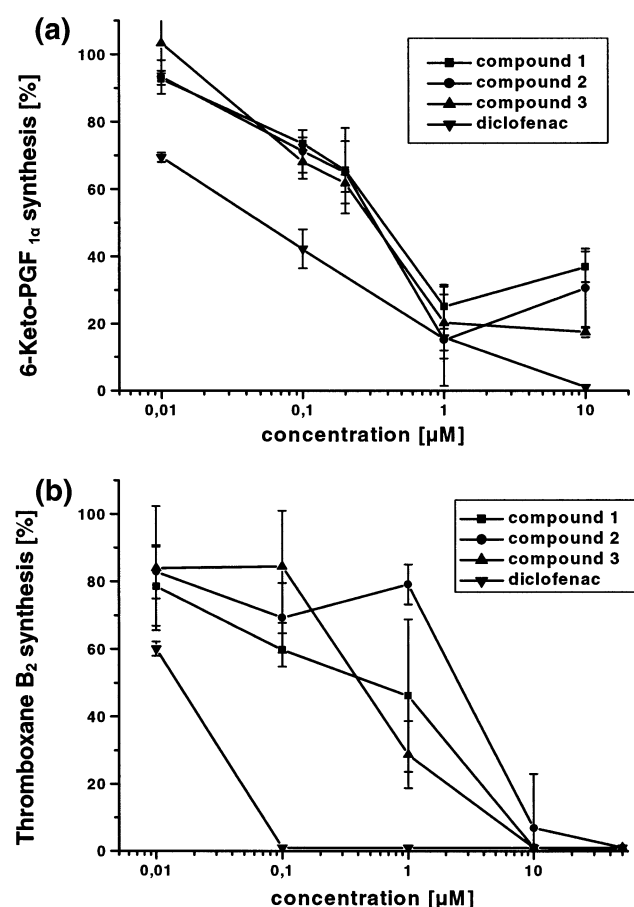 (a)
6-Keto-PGF 1α synthesis [%]
100
80
60
40
20
0
compound 1
compound 2
compound 3
diclofenac
0,01
0,1
1
10
concentration [µM]
(b)
Thromboxane B2 synthesis [%]
100
80
60
40
20
0
compound 1
compound 2
compound 3
diclofenac
0,01
0,1
1
10
concentration [µM]